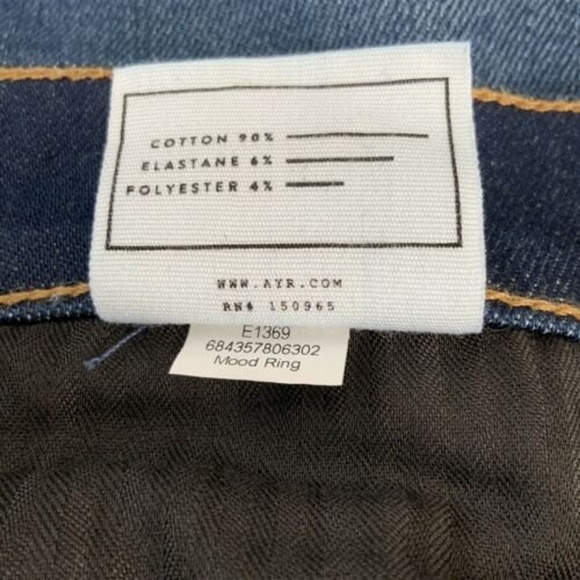 COTTON 90%
ELASTANE 6%
POLYESTER 4%
WWW.AYR.COM
RN# 150965
E1369
684357806302
Mood Ring